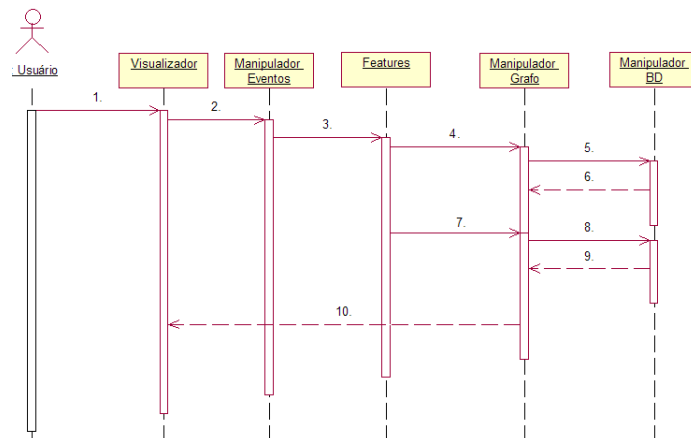 : Usuário
Visualizador
Manipulador
Eventos
Features
Manipulador
Grafo
Manipulador
BD
1.
2.
3.
4.
5.
6.
7.
8.
9.
10.